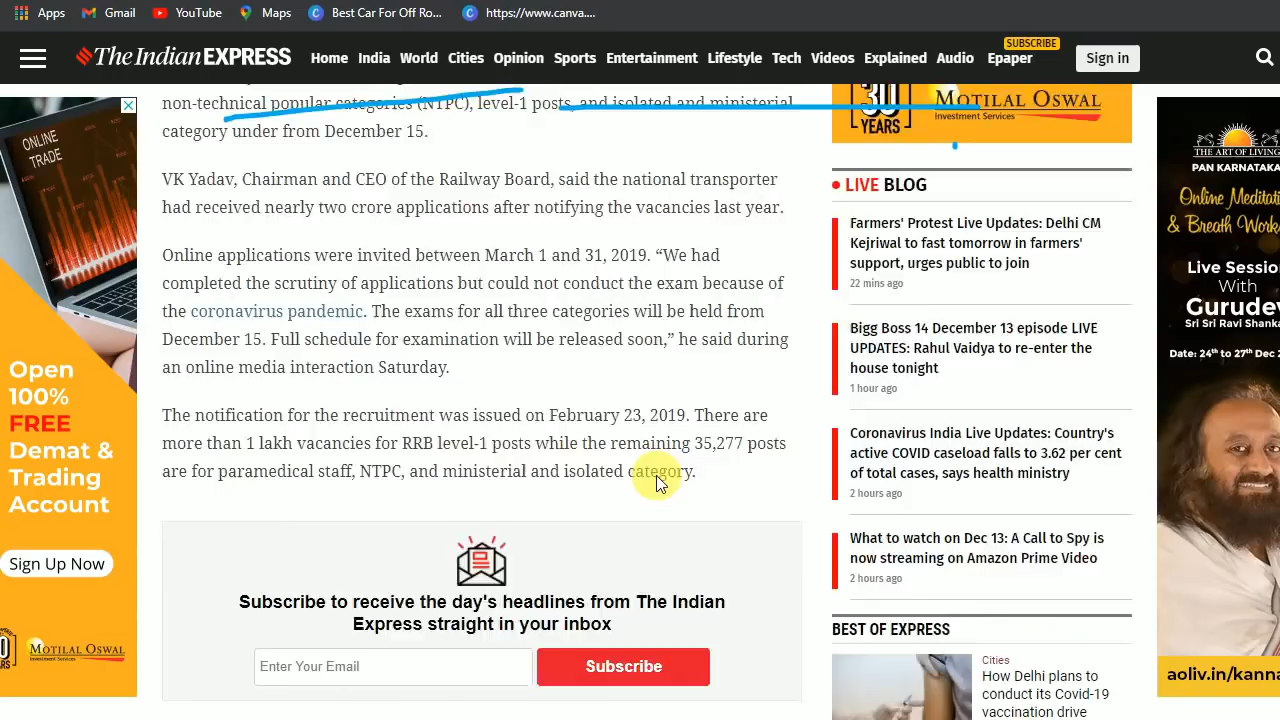 Apps
Gmail
YouTube
Maps
Best Car For Off Ro...
https://www.canva....
The Indian EXPRESS
Home
India
World
Cities
Opinion
Sports
Entertainment
Lifestyle
Tech
Videos
Explained
Audio
Epaper
SUBSCRIBE
Sign in
non-technical popular categories (NTPC), level-1 posts, and isolated and ministerial
category under from December 15.
VK Yadav, Chairman and CEO of the Railway Board, said the national transporter
had received nearly two crore applications after notifying the vacancies last year.
Online applications were invited between March 1 and 31, 2019. “We had
completed the scrutiny of applications but could not conduct the exam because of
the coronavirus pandemic. The exams for all three categories will be held from
December 15. Full schedule for examination will be released soon,” he said during
an online media interaction Saturday.
The notification for the recruitment was issued on February 23, 2019. There are
more than 1 lakh vacancies for RRB level-1 posts while the remaining 35,277 posts
are for paramedical staff, NTPC, and ministerial and isolated category.
Subscribe to receive the day's headlines from The Indian
Express straight in your inbox
Enter Your Email
Subscribe
ONLINE
TRADE
Open
100%
FREE
Demat &
Trading
Account
Sign Up Now
MOTILAL OSWAL
Investment Services
30
YEARS
MOTILAL OSWAL
Investment Services
LIVE BLOG
Farmers' Protest Live Updates: Delhi CM
Kejriwal to fast tomorrow in farmers'
support, urges public to join
22 mins ago
Bigg Boss 14 December 13 episode LIVE
UPDATES: Rahul Vaidya to re-enter the
house tonight
1 hour ago
Coronavirus India Live Updates: Country's
active COVID caseload falls to 3.62 per cent
of total cases, says health ministry
2 hours ago
What to watch on Dec 13: A Call to Spy is
now streaming on Amazon Prime Video
2 hours ago
BEST OF EXPRESS
Cities
How Delhi plans to
conduct its Covid-19
vaccination drive
THE ART OF LIVING
PAN KARNATAKA
Online Meditati
& Breath Works
Live Sessio
With
Gurudev
Sri Sri Ravi Shanka
Date: 24th to 27th Dec 2
aoliv.in/kanna